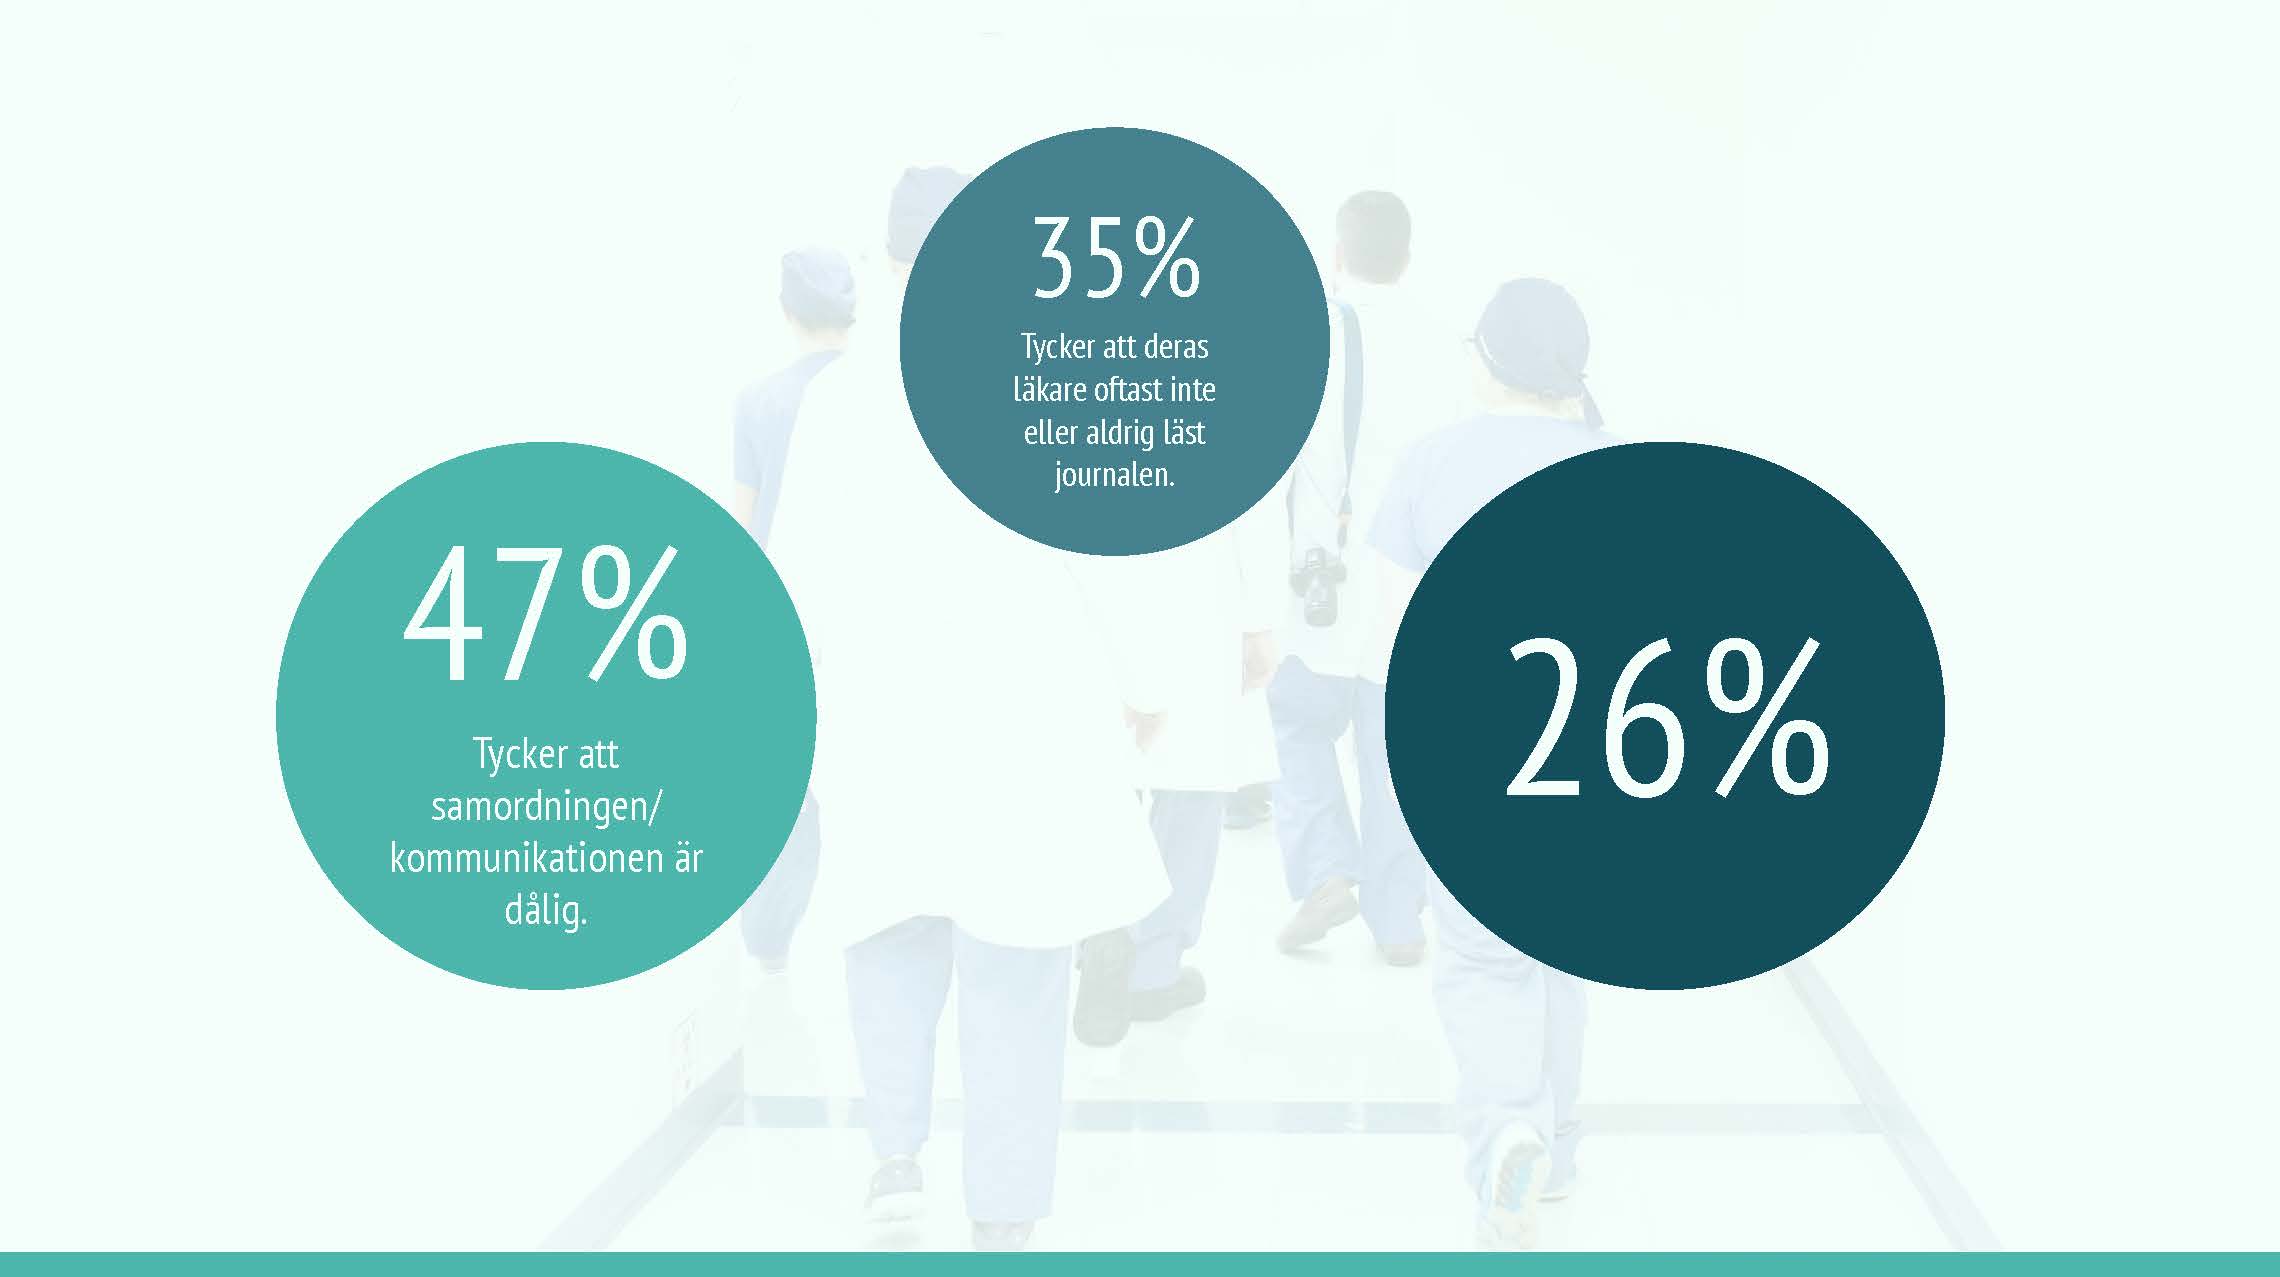 35%
Tycker att deras
läkare oftast inte
eller aldrig läst
journalen.
47%
Tycker att
samordningen/
kommunikationen är
dålig.
26%